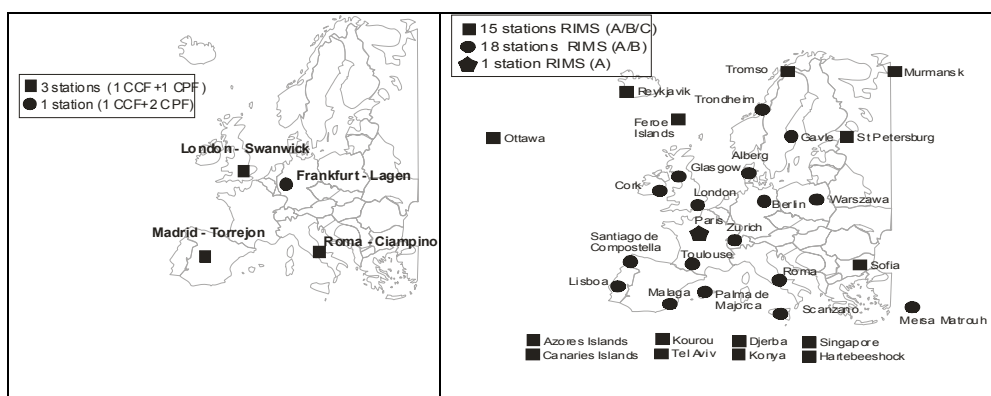 3 stations (1 CCF+1 CPF)
1 station (1 CCF+2 CPF)
London - Swanwick
Frankfurt - Lagen
Madrid - Torrejon
Roma - Ciampino
15 stations RIMS (A/B/C)
18 stations RIMS (A/B)
1 station RIMS (A)
Tromso
Murmansk
Reykjavik
Trondheim
Feroe
Islands
Ottawa
Gavle
St Petersburg
Alberg
Glasgow
Cork
London
Berlin
Warszawa
Paris
Zurich
Santiago de
Compostella
Toulouse
Sofia
Roma
Lisboa
Malaga
Palma de
Majorca
Scanzano
Mersa Matrouh
Azores Islands
Kourou
Djerba
Singapore
Canaries Islands
Tel Aviv
Konya
Hartebeeshock